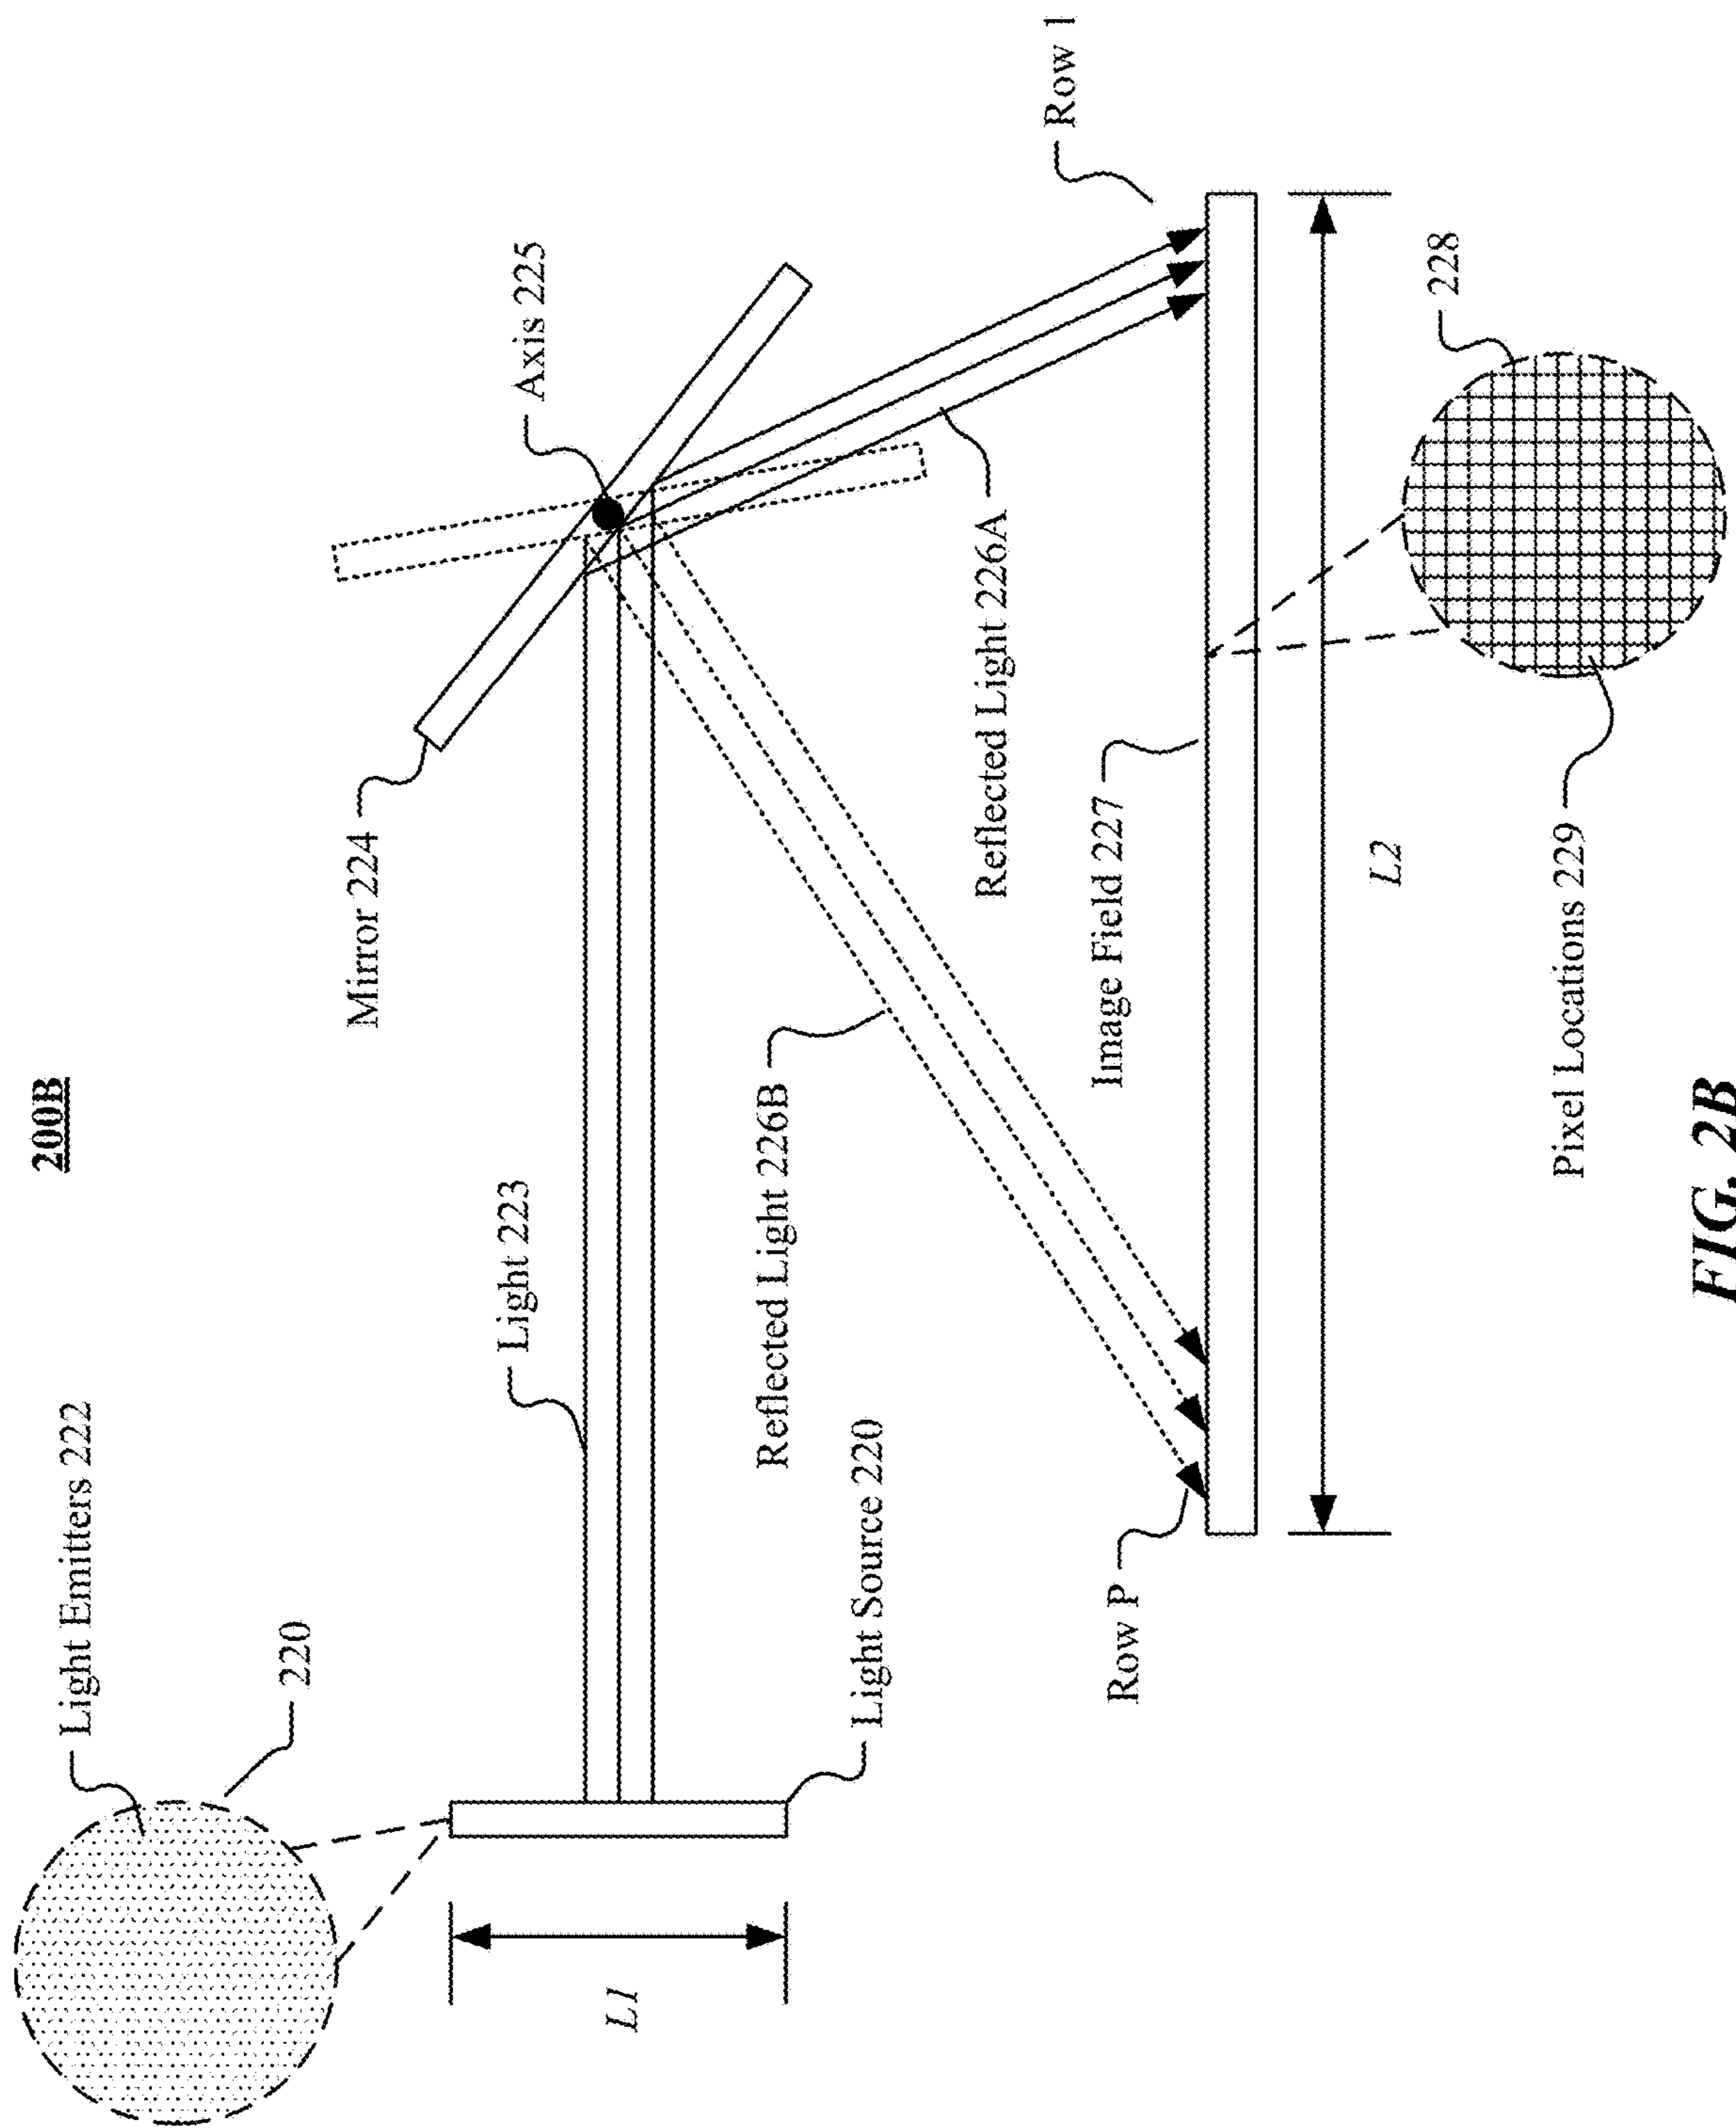 200B
Light Emitters 222
220
Light 223
Mirror 224
Axis 225
L1
Light Source 220
Reflected Light 226B
Reflected Light 226A
Row P
Image Field 227
Row 1
L2
Pixel Locations 229
228
FIG. 2B